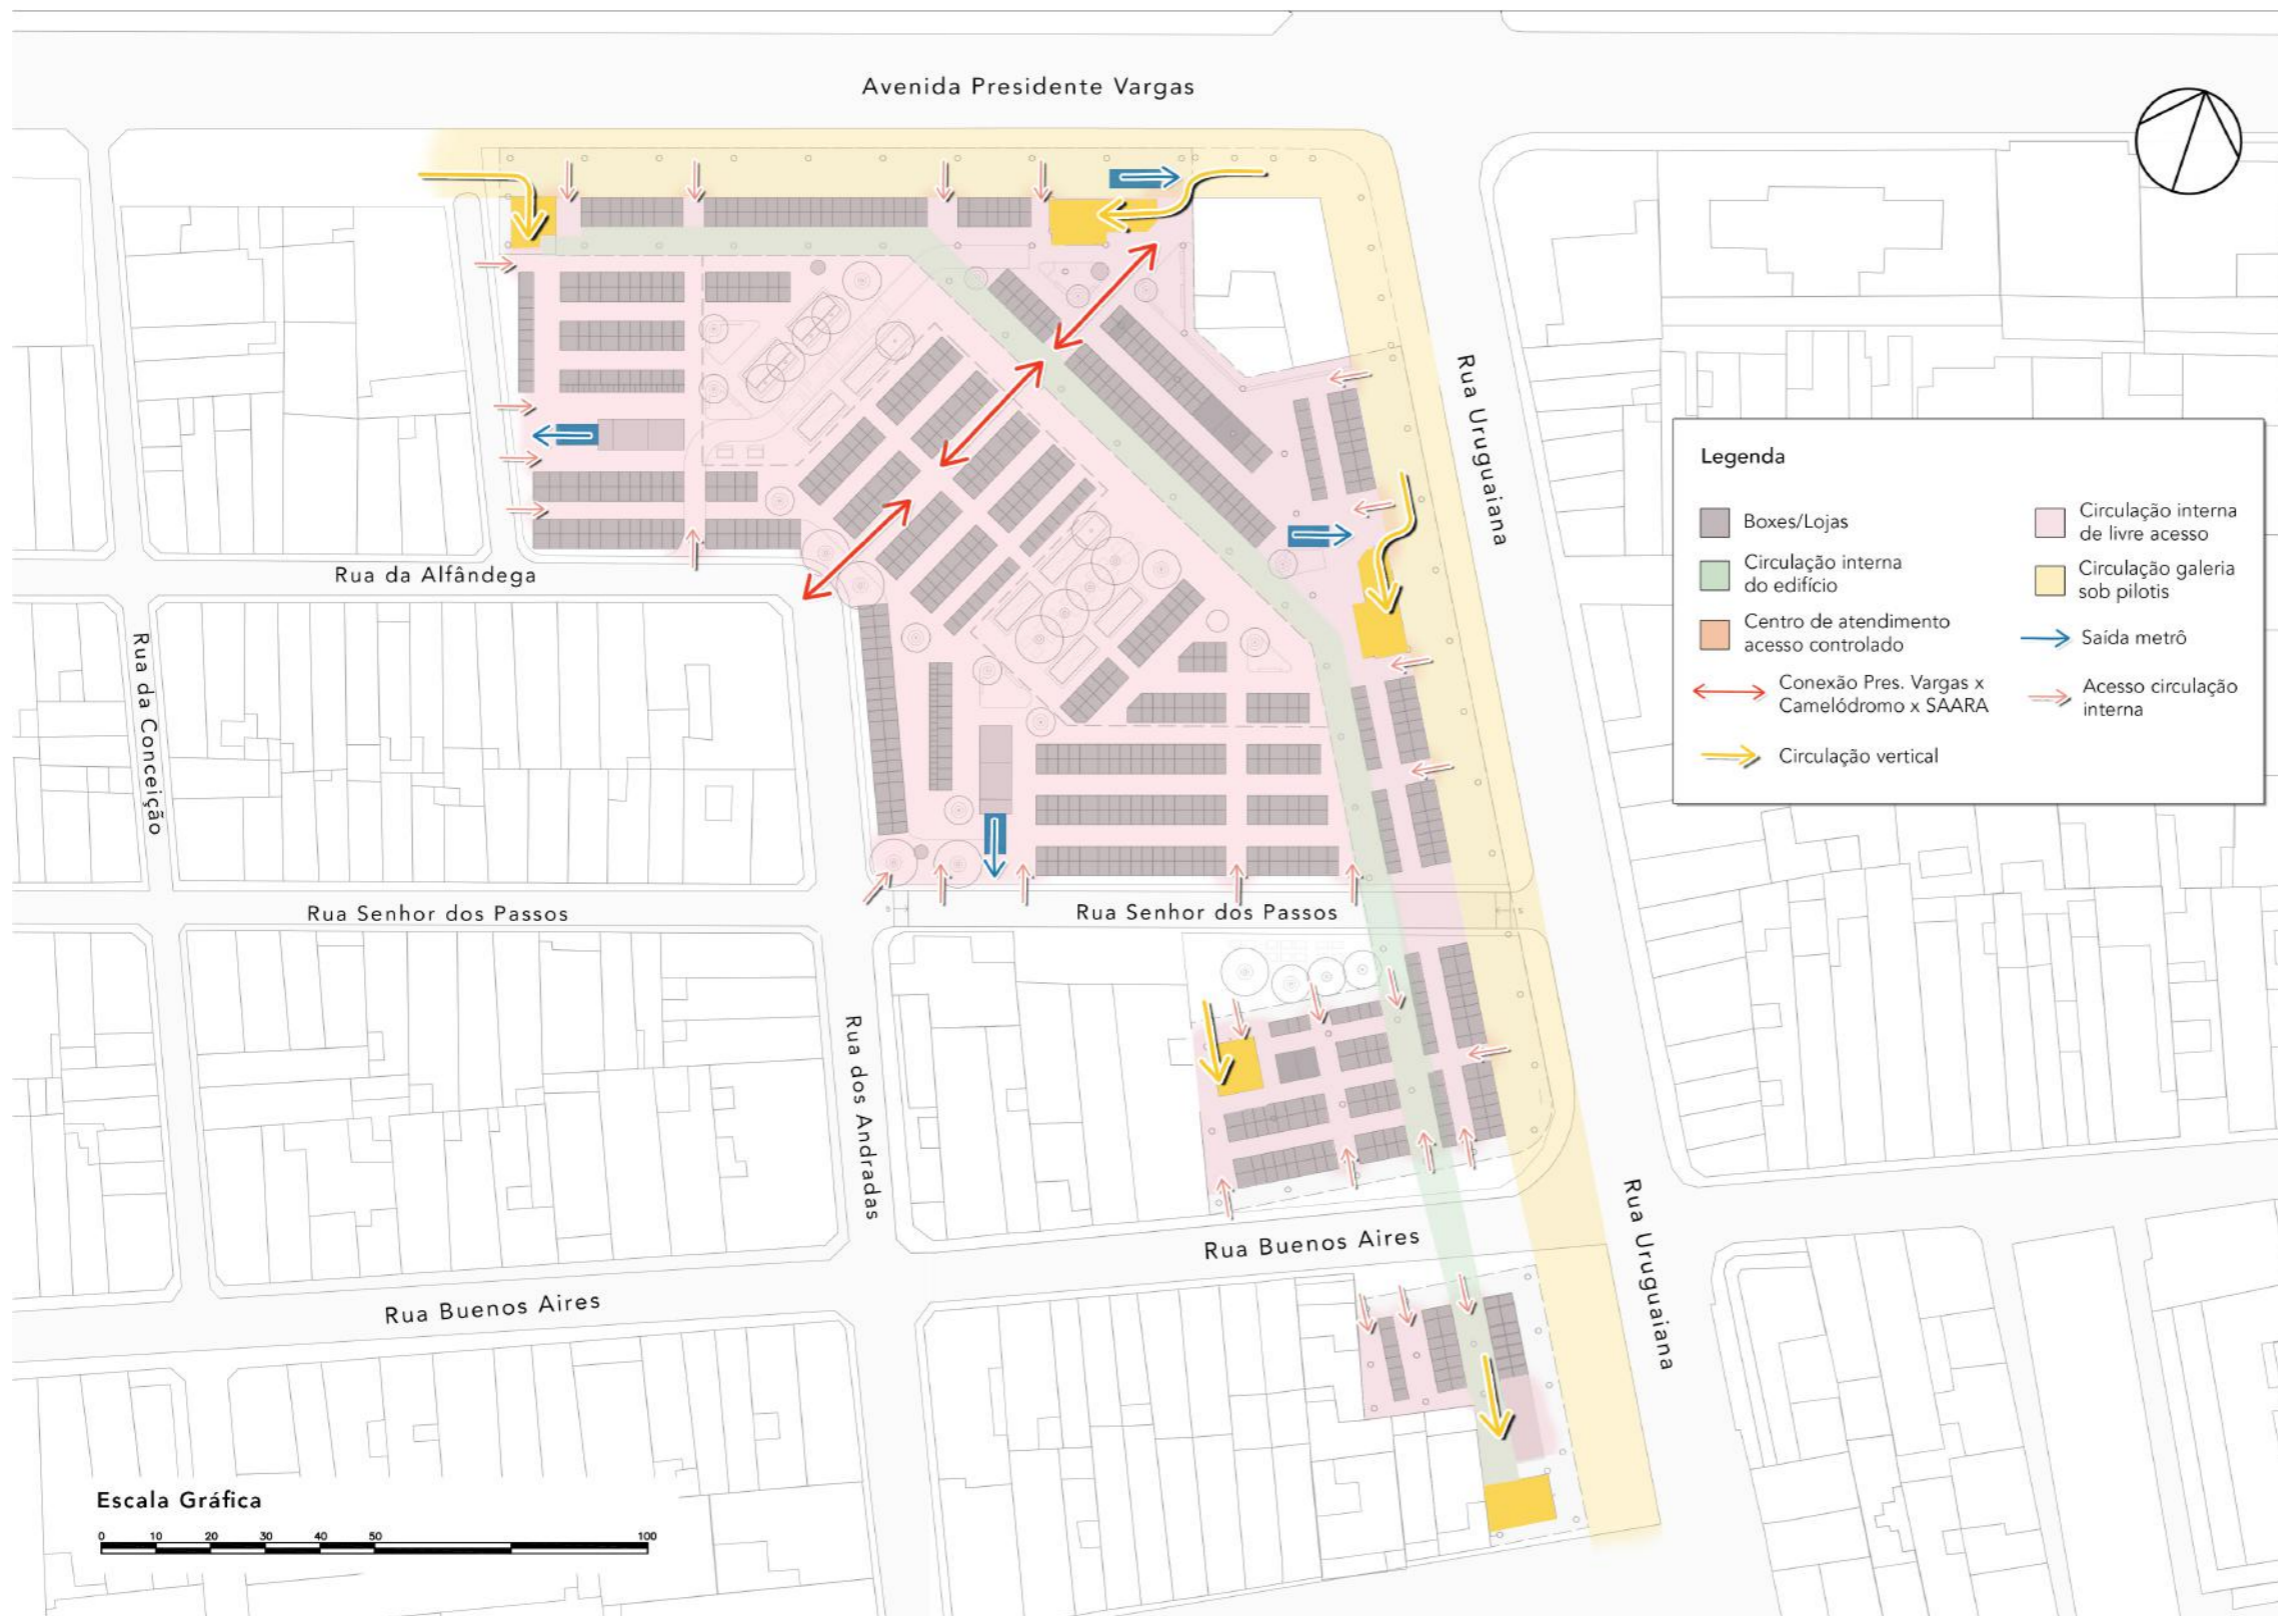 Avenida Presidente Vargas
Rua Uruguaiana
Legenda
Boxes/Lojas
Circulação interna
do edifício
Centro de atendimento
acesso controlado
Conexão Pres. Vargas x
Camelódromo x SAARA
Circulação vertical
Circulação interna
de livre acesso
Circulação galeria
sob pilotis
Saída metrô
Acesso circulação
interna
Rua da Alfândega
Rua da Conceição
Rua Senhor dos Passos
Rua Senhor dos Passos
Rua dos Andradas
Rua Buenos Aires
Rua Uruguaiana
Rua Buenos Aires
Escala Gráfica
0 10 20 30 40 50 100